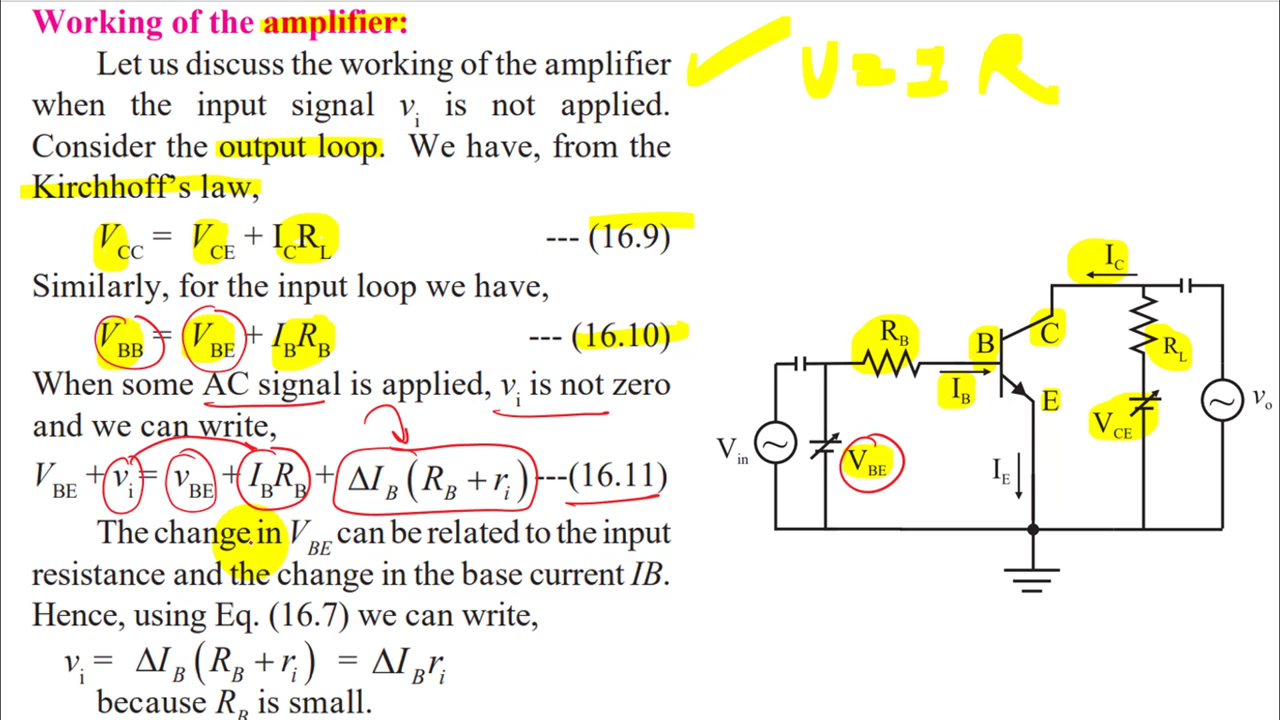 Working of the amplifier:
Let us discuss the working of the amplifier
when the input signal vi is not applied.
Consider the output loop. We have, from the
Kirchhoff's law,
VCC = VCE + ICRL --- (16.9)
Similarly, for the input loop we have,
VBB = VBE + IBRB --- (16.10)
When some AC signal is applied, vi is not zero
and we can write,
VBE + vi = vBE + IBRB + ΔIB(RB + ri) ---(16.11)
The change in VBE can be related to the input
resistance and the change in the base current IB.
Hence, using Eq. (16.7) we can write,
vi = ΔIB(RB + ri) = ΔIBri
because RB is small.
V = I R
IC
RB
B
C
RL
IB
E
VCE
vo
Vin
VBE
IE